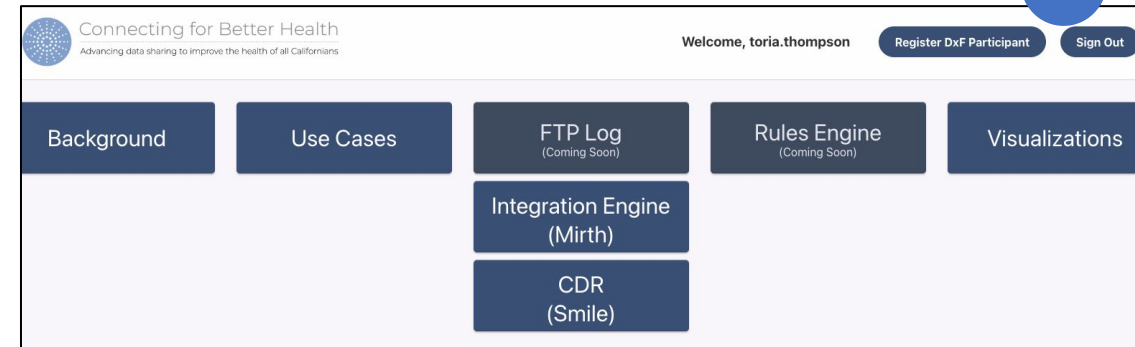 Connecting for Better Health
Advancing data sharing to improve the health of all Californians
Welcome, toria.thompson
Register DxF Participant
Sign Out
Background
Use Cases
FTP Log
(Coming Soon)
Rules Engine
(Coming Soon)
Visualizations
Integration Engine
(Mirth)
CDR
(Smile)